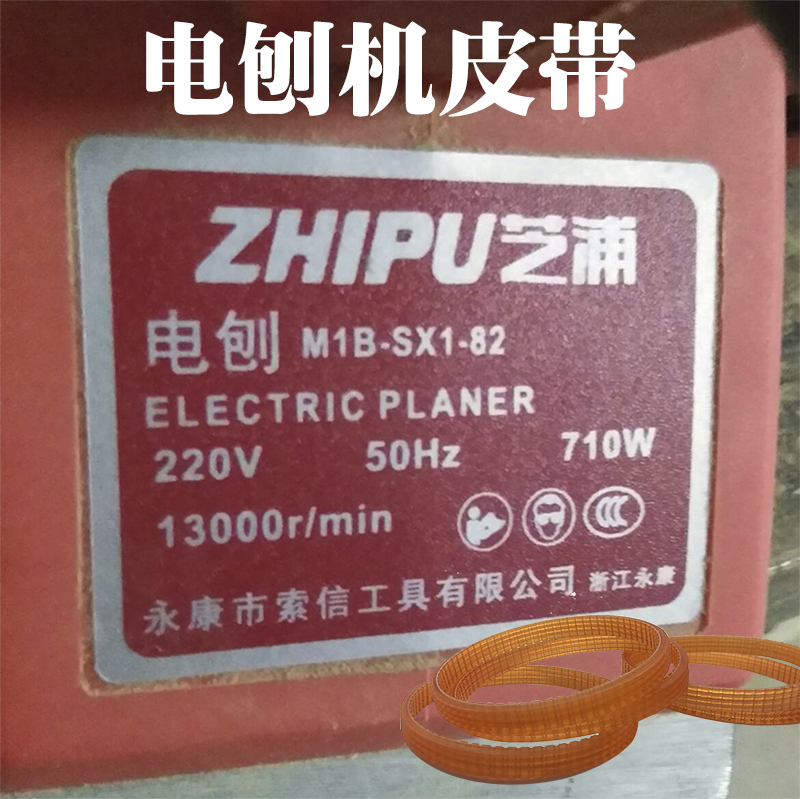 电刨机皮带
ZHIPU芝浦
电刨 M1B-SX1-82
ELECTRIC PLANER
220V 50Hz 710W
13000r/min
永康市索信工具有限公司 浙江永康